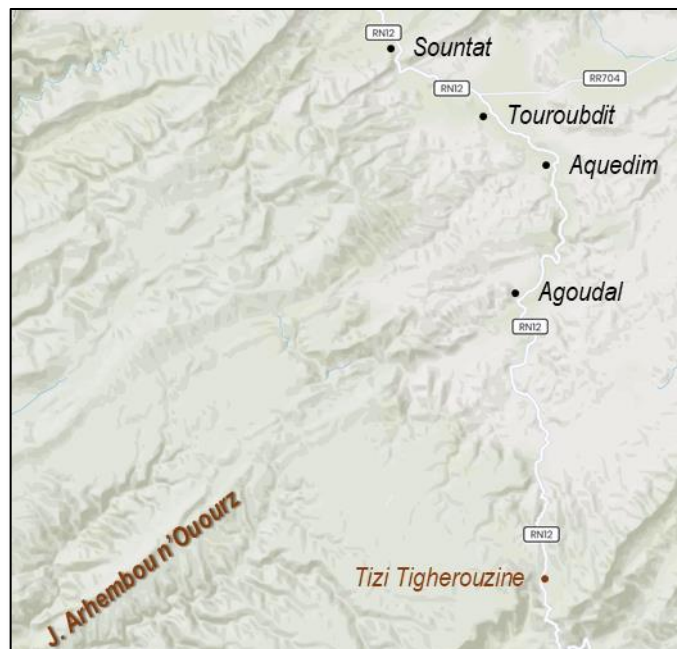 RN12
Sountat
RR704
RN12
Touroubdit
Aquedim
Agoudal
RN12
J. Arhembou n'Ouourz
RN12
Tizi Tigherouzine